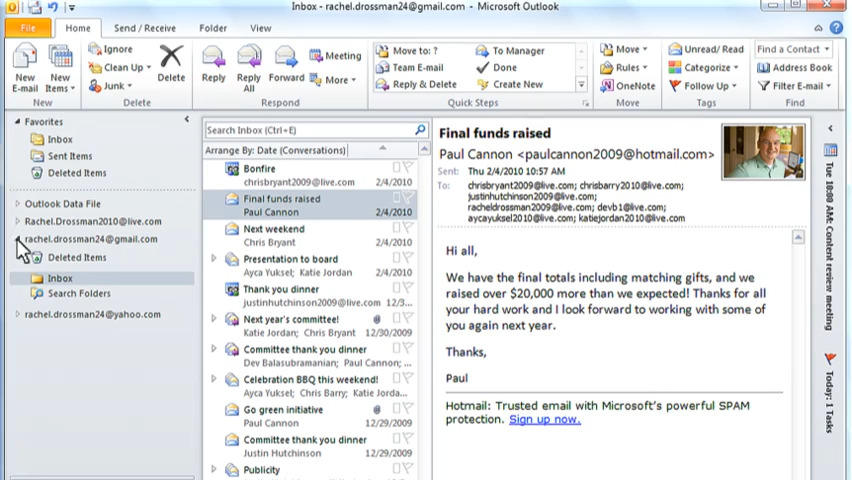 Inbox - rachel.drossman24@gmail.com - Microsoft Outlook
File Home Send / Receive Folder View
New E-mail
New Items
New
Ignore
Clean Up
Junk
Delete
Delete
Reply
Reply All
Forward
Meeting
More
Respond
Move to: ?
Team E-mail
Reply & Delete
To Manager
Done
Create New
Quick Steps
Move
Rules
OneNote
Move
Unread/ Read
Categorize
Follow Up
Tags
Find a Contact
Address Book
Filter E-mail
Find
Favorites
Inbox
Sent Items
Deleted Items
Outlook Data File
Rachel.Drossman2010@live.com
rachel.drossman24@gmail.com
Deleted Items
Inbox
Search Folders
rachel.drossman24@yahoo.com
Search Inbox (Ctrl+E)
Arrange By: Date (Conversations)
Bonfire
chrisbryant2009@live.com 2/4/2010
Final funds raised
Paul Cannon 2/4/2010
Next weekend
Chris Bryant 2/4/2010
Presentation to board
Ayca Yuksel; Katie Jordan 2/4/2010
Thank you dinner
justinhutchinson2009@live.com 12/3...
Next year's committee!
Katie Jordan; Chris Bryant 12/30/2009
Committee thank you dinner
Dev Balasubramanian; Paul Cannon; ...
Celebration BBQ this weekend!
Ayca Yuksel; Chris Barry; Katie Jorda...
Go green initiative
Paul Cannon 12/29/2009
Committee thank you dinner
Justin Hutchinson 12/29/2009
Publicity
Final funds raised
Paul Cannon <paulcannon2009@hotmail.com>
Sent: Thu 2/4/2010 10:57 AM
To: chrisbryant2009@live.com; chrisbarry2010@live.com;
justinhutchinson2009@live.com;
racheldrossman2009@live.com; devb1@live.com;
aycayuksel2010@live.com; katiejordan2010@live.com
Hi all,
We have the final totals including matching gifts, and we
raised over $20,000 more than we expected! Thanks for all
your hard work and I look forward to working with some of
you again next year.
Thanks,
Paul
Hotmail: Trusted email with Microsoft's powerful SPAM
protection. Sign up now.
Tue 10:00 AM: Content review meeting
Today: 1 Tasks